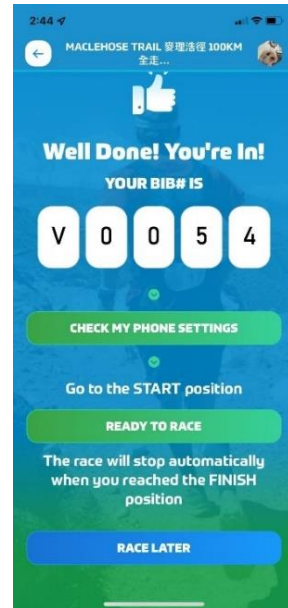 2:44
MACLEHOSE TRAIL 麥理浩徑 100KM
全走...
Well Done! You're In!
YOUR BIB# IS
V 0 0 5 4
CHECK MY PHONE SETTINGS
Go to the START position
READY TO RACE
The race will stop automatically
when you reached the FINISH
position
RACE LATER